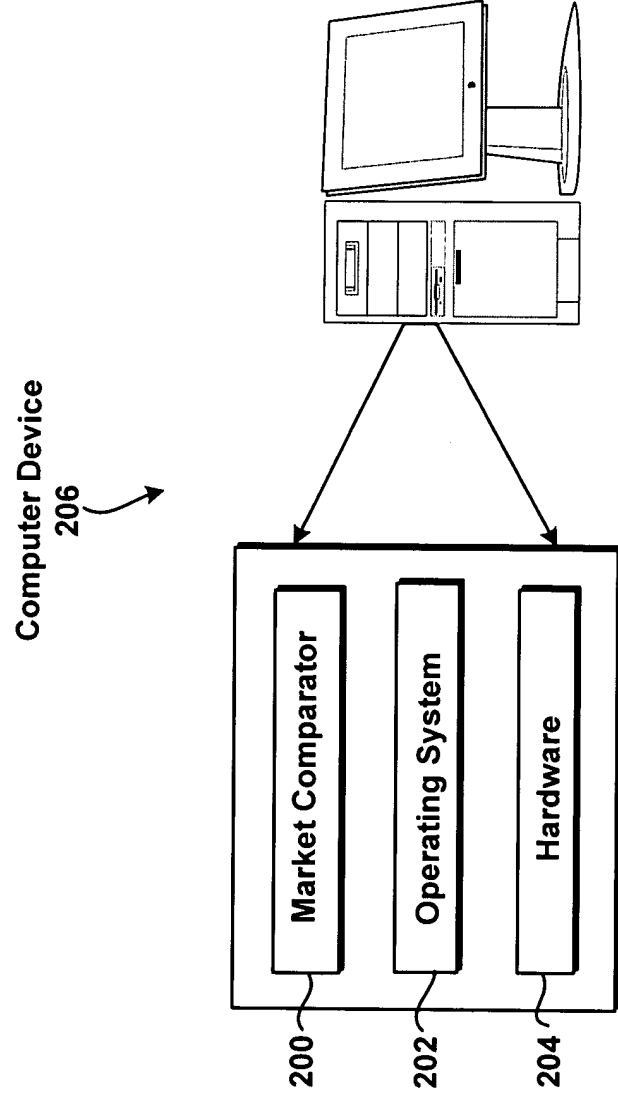 Computer Device
206
200
Market Comparator
202
Operating System
204
Hardware